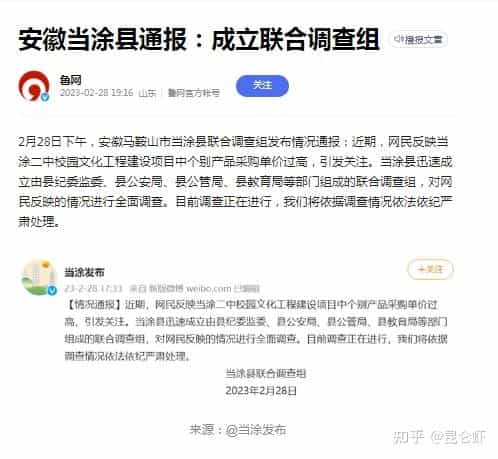 安徽当涂县通报：成立联合调查组
播报文章
鲁网
2023-02-28 19:16 山东 鲁网官方帐号
关注
2月28日下午，安徽马鞍山市当涂县联合调查组发布情况通报：近期，网民反映当
涂二中校园文化工程建设项目中个别产品采购单价过高，引发关注。当涂县迅速成
立由县纪委监委、县公安局、县公管局、县教育局等部门组成的联合调查组，对网
民反映的情况进行全面调查。目前调查正在进行，我们将依据调查情况依法依纪严
肃处理。
当涂发布
23-2-28 17:33 来自 新版微博 weibo.com 已编辑
+关注
【情况通报】近期，网民反映当涂二中校园文化工程建设项目中个别产品采购单价过
高，引发关注。当涂县迅速成立由县纪委监委、县公安局、县公管局、县教育局等部门
组成的联合调查组，对网民反映的情况进行全面调查。目前调查正在进行，我们将依据
调查情况依法依纪严肃处理。
当涂县联合调查组
2023年2月28日
来源：@当涂发布
知乎 @昆仑虾